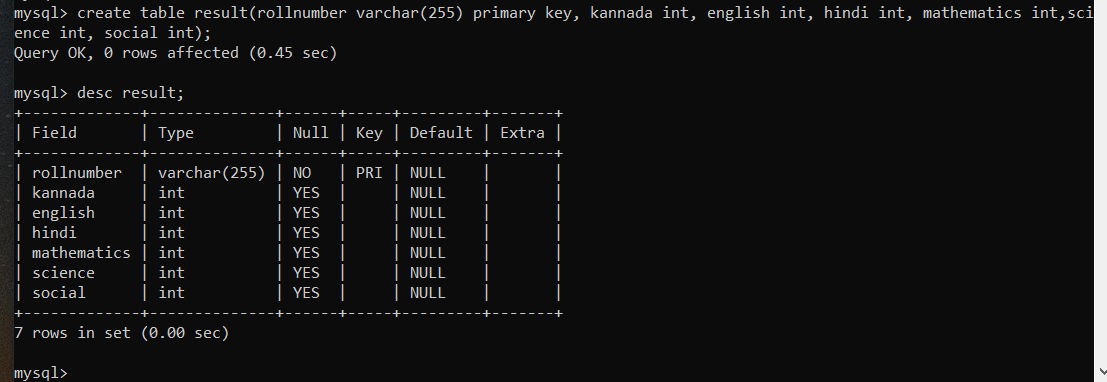 mysql> create table result(rollnumber varchar(255) primary key, kannada int, english int, hindi int, mathematics int,sci
ence int, social int);
Query OK, 0 rows affected (0.45 sec)
mysql> desc result;
+-------------+--------------+------+-----+---------+-------+
| Field       | Type         | Null | Key | Default | Extra |
+-------------+--------------+------+-----+---------+-------+
| rollnumber  | varchar(255) | NO   | PRI | NULL    |       |
| kannada     | int          | YES  |     | NULL    |       |
| english     | int          | YES  |     | NULL    |       |
| hindi       | int          | YES  |     | NULL    |       |
| mathematics | int          | YES  |     | NULL    |       |
| science     | int          | YES  |     | NULL    |       |
| social      | int          | YES  |     | NULL    |       |
+-------------+--------------+------+-----+---------+-------+
7 rows in set (0.00 sec)
mysql>